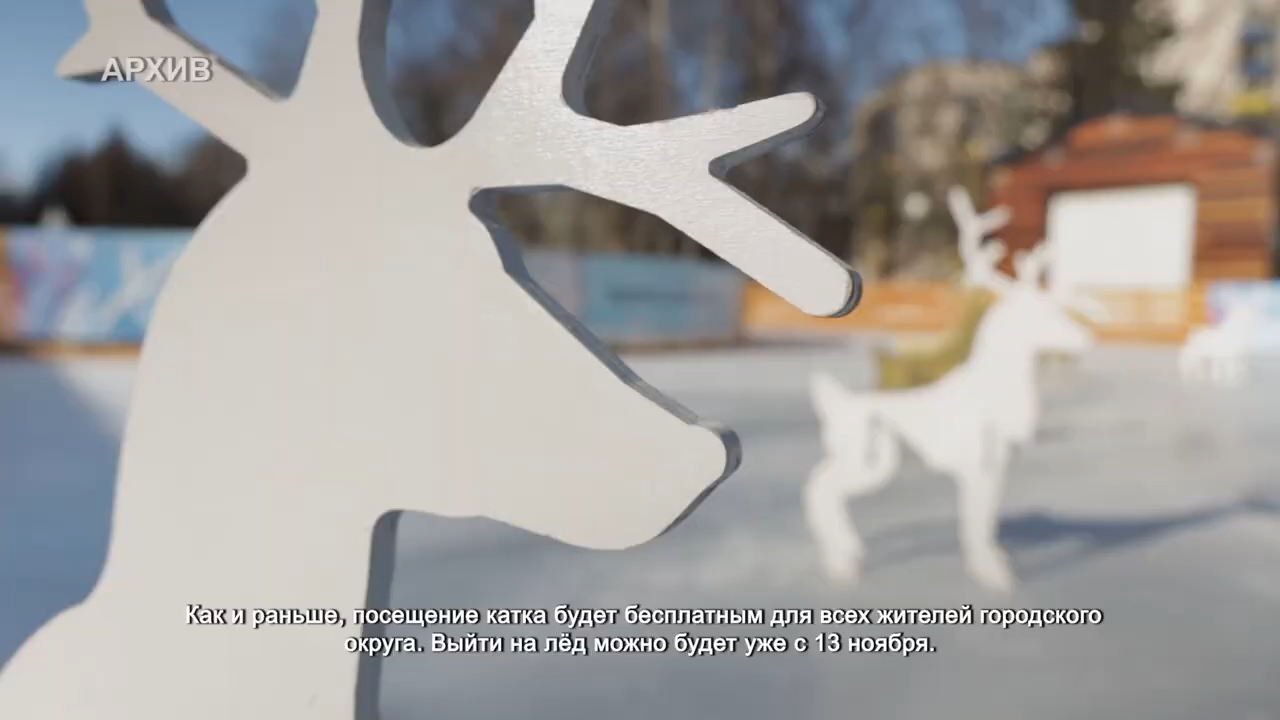 АРХИВ
Как и раньше, посещение катка будет бесплатным для всех жителей городского
округа. Выйти на лёд можно будет уже с 13 ноября.